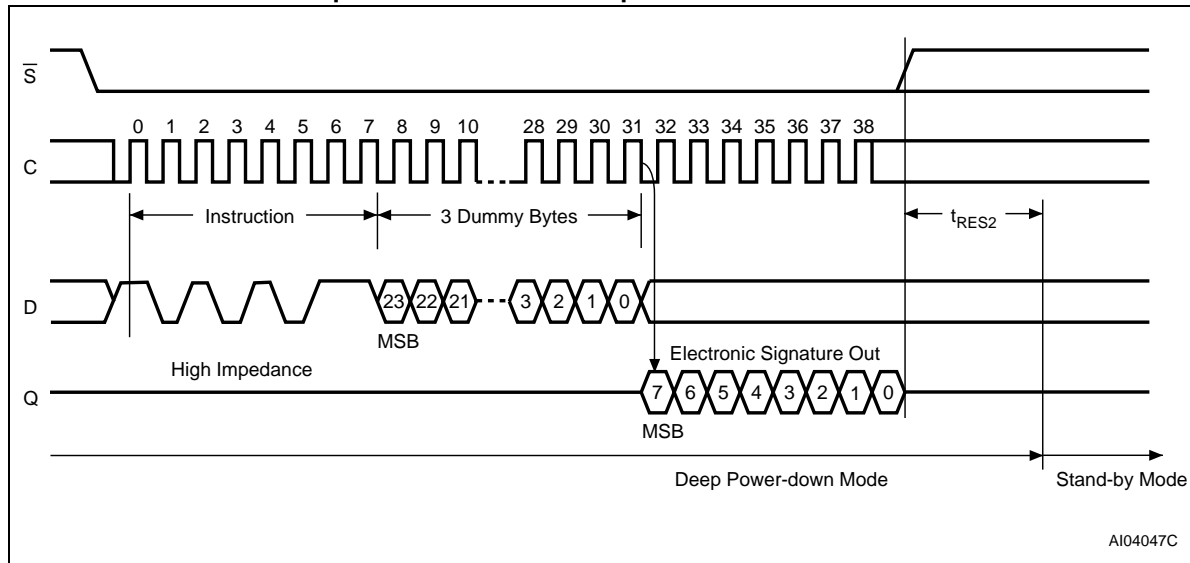 S
0 1 2 3 4 5 6 7 8 9 10 28 29 30 31 32 33 34 35 36 37 38
C
Instruction 3 Dummy Bytes tRES2
D 23 22 21 3 2 1 0
MSB
High Impedance Electronic Signature Out
Q 7 6 5 4 3 2 1 0
MSB
Deep Power-down Mode Stand-by Mode
AI04047C